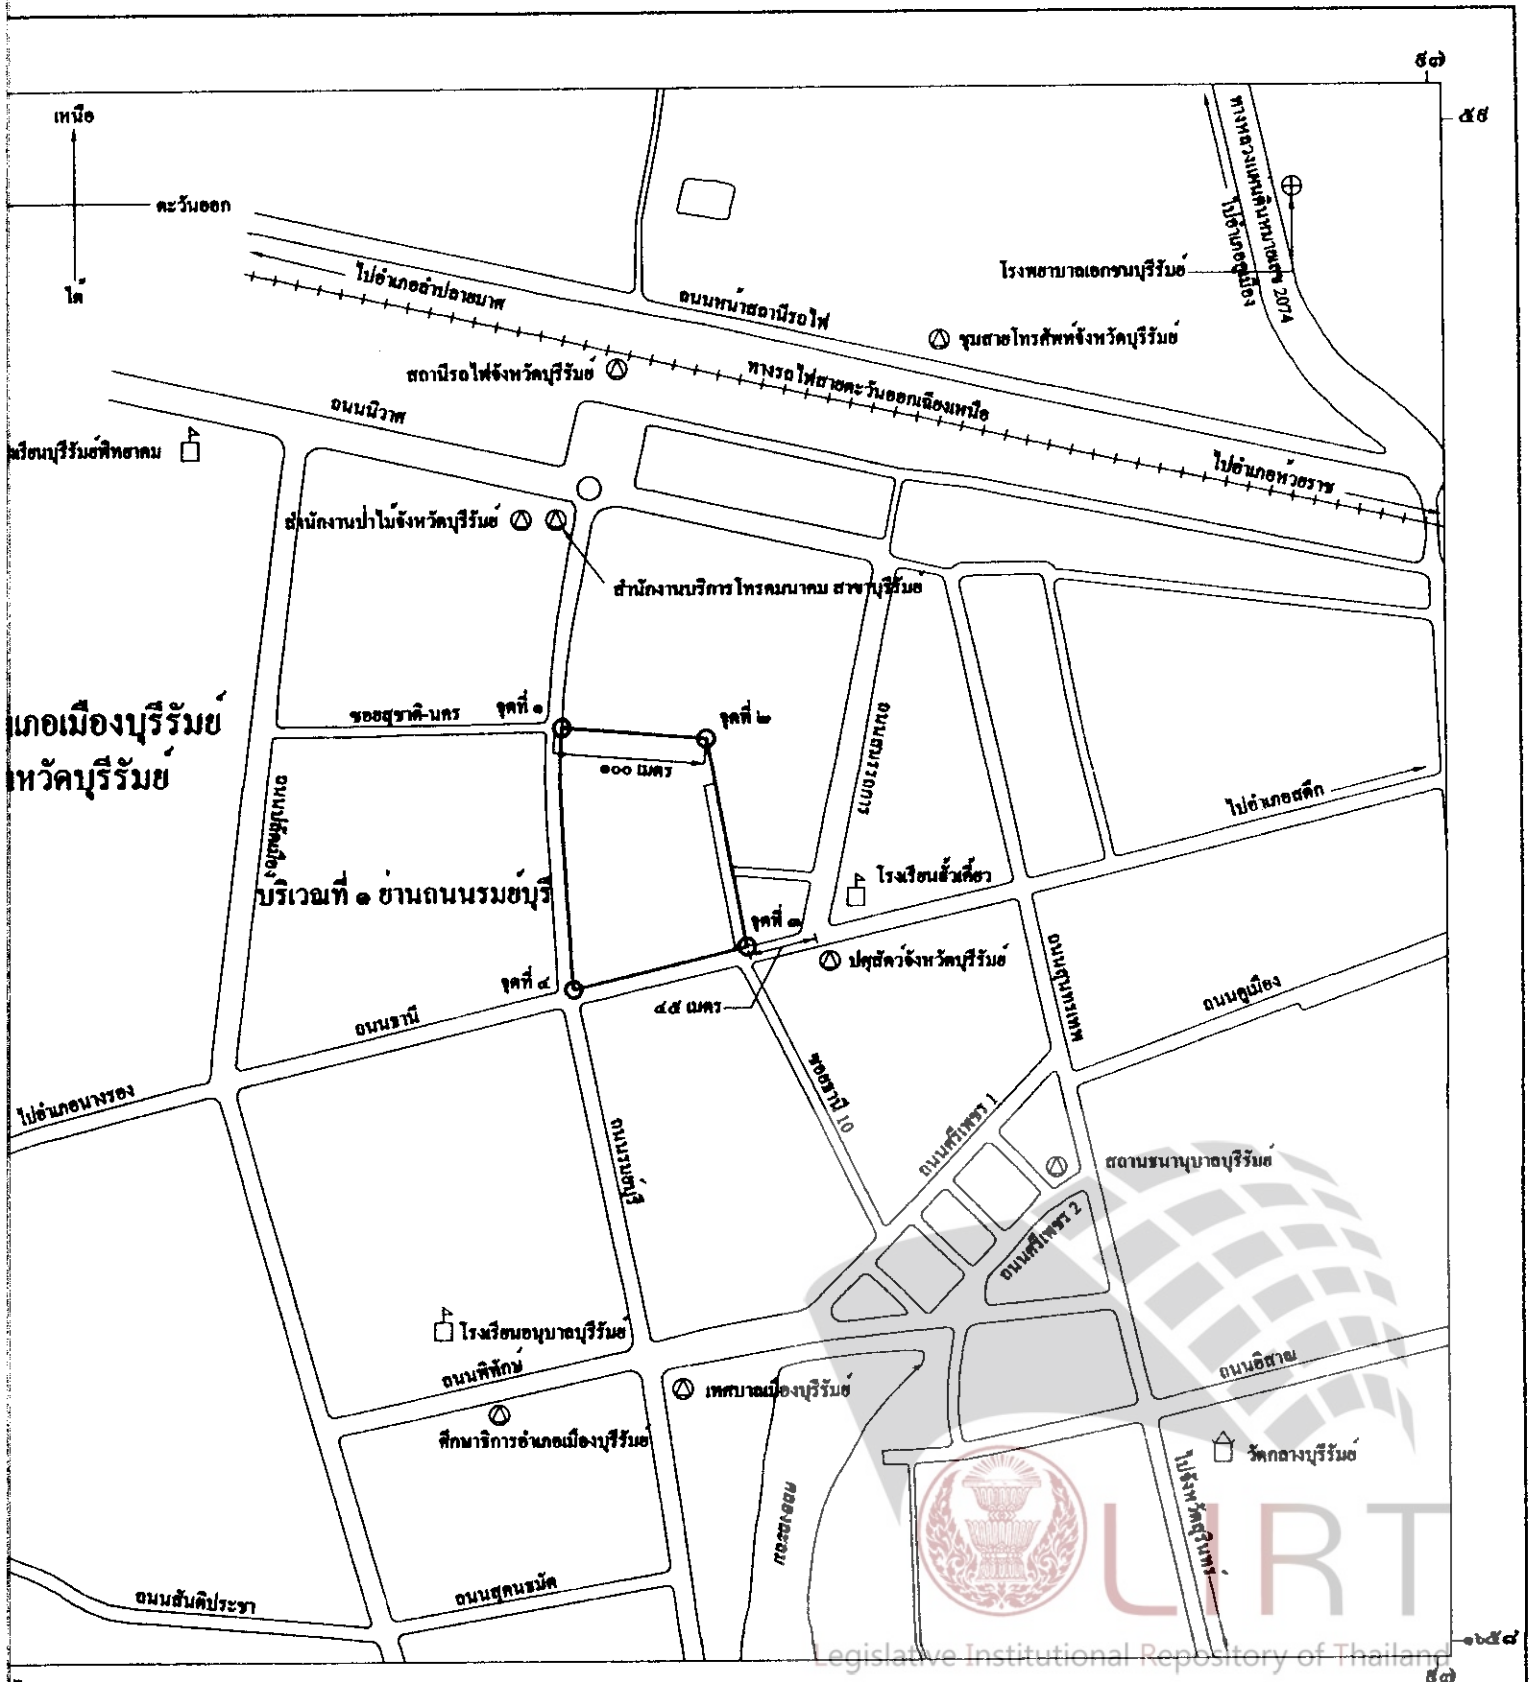 ๕๗
๕๙
เหนือ
ตะวันออก
ใต้
ทางหลวงแผ่นดินหมายเลข 2074
ไปอำเภอคูเมือง
โรงพยาบาลเอกชนบุรีรัมย์
ไปอำเภอลำปลายมาศ
ถนนหน้าสถานีรถไฟ
ชุมสายโทรศัพท์จังหวัดบุรีรัมย์
สถานีรถไฟจังหวัดบุรีรัมย์
ทางรถไฟสายตะวันออกเฉียงเหนือ
ถนนนิวาศ
เรียนบุรีรัมย์พิทยาคม
ไปอำเภอห้วยราช
สำนักงานป่าไม้จังหวัดบุรีรัมย์
สำนักงานบริการโทรคมนาคม สาขาบุรีรัมย์
เภอเมืองบุรีรัมย์
หวัดบุรีรัมย์
ซอยสุชาติ-นคร
จุดที่ ๑
จุดที่ ๒
๑๐๐ เมตร
ไปอำเภอสตึก
โรงเรียนฮั้วเคี้ยว
บริเวณที่ ๑ ย่านถนนรมย์บุรี
จุดที่ ๓
ปศุสัตว์จังหวัดบุรีรัมย์
จุดที่ ๔
๔๕ เมตร
ถนนธานี
ถนนสุนทรเทพ
ถนนคูเมือง
ไปอำเภอนางรอง
ซอยธานี 10
ถนนรมย์บุรี
ถนนศรีเพชร 1
สถานธนานุบาลบุรีรัมย์
ถนนศรีเพชร 2
โรงเรียนอนุบาลบุรีรัมย์
ถนนพิทักษ์
ถนนอิสาณ
เทศบาลเมืองบุรีรัมย์
ศึกษาธิการอำเภอเมืองบุรีรัมย์
วัดกลางบุรีรัมย์
ไปจังหวัดสุรินทร์
คลองละลม
ถนนสันติประชา
ถนนสุคนธมัต
LIRT
Legislative Institutional Repository of Thailand
๑๖๕๘
๕๗